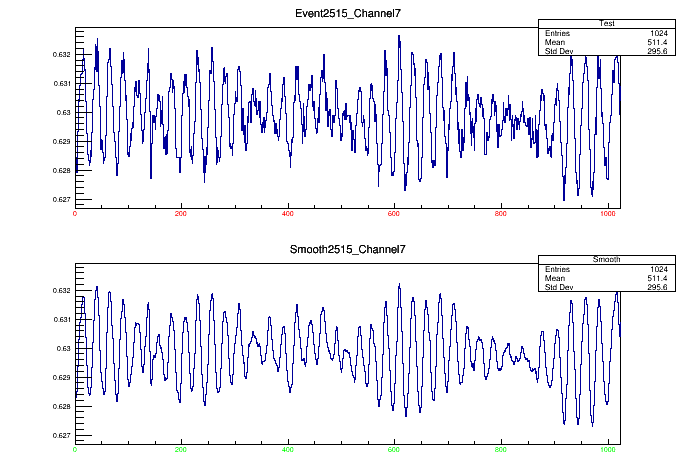 Event2515_Channel7
Test
Entries 1024
Mean 511.4
Std Dev 295.6
0.632
0.631
0.63
0.629
0.628
0.627
0 200 400 600 800 1000
Smooth2515_Channel7
Smooth
Entries 1024
Mean 511.4
Std Dev 295.6
0.632
0.631
0.63
0.629
0.628
0.627
0 200 400 600 800 1000